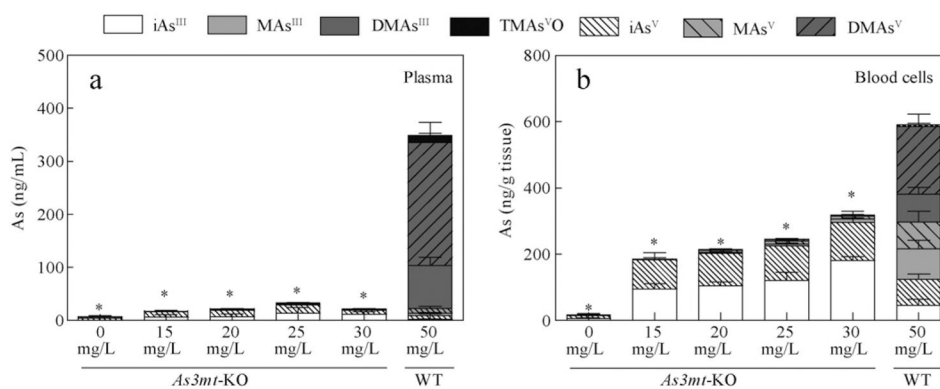 iAsᴵᴵᴵ MAsᴵᴵᴵ DMAsᴵᴵᴵ TMAsⱽO iAsⱽ MAsⱽ DMAsⱽ
a Plasma
As (ng/mL)
500
400
300
200
100
0
* * * * *
0 15 20 25 30 50
mg/L mg/L mg/L mg/L mg/L mg/L
As3mt-KO WT
b Blood cells
As (ng/g tissue)
800
600
400
200
0
* * * * *
0 15 20 25 30 50
mg/L mg/L mg/L mg/L mg/L mg/L
As3mt-KO WT